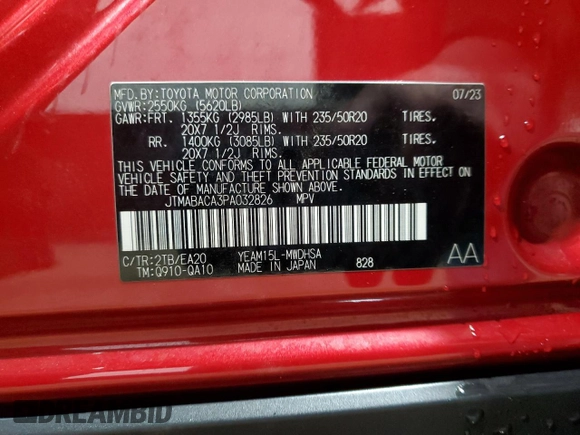 MFD.BY:TOYOTA MOTOR CORPORATION 07/23
GVWR:2550KG (5620LB)
GAWR:FRT. 1355KG (2985LB) WITH 235/50R20 TIRES,
20X7 1/2J RIMS.
RR. 1400KG (3085LB) WITH 235/50R20 TIRES,
20X7 1/2J RIMS.
THIS VEHICLE CONFORMS TO ALL APPLICABLE FEDERAL MOTOR
VEHICLE SAFETY AND THEFT PREVENTION STANDARDS IN EFFECT
ON THE DATE OF MANUFACTURE SHOWN ABOVE.
JTMABACA3PA032826 MPV
C/TR:2TB/EA20 YEAM15L-MWDHSA AA
TM:Q910-QA10 MADE IN JAPAN 828
DREAMBID